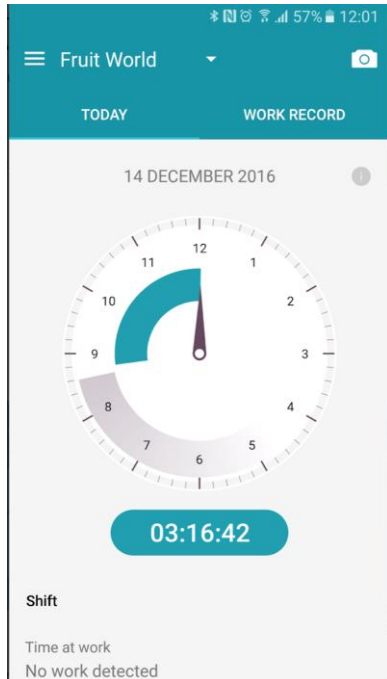 57% 12:01
Fruit World
TODAY WORK RECORD
14 DECEMBER 2016
12
11 1
10 2
9 3
8 4
7 5
6
03:16:42
Shift
Time at work
No work detected